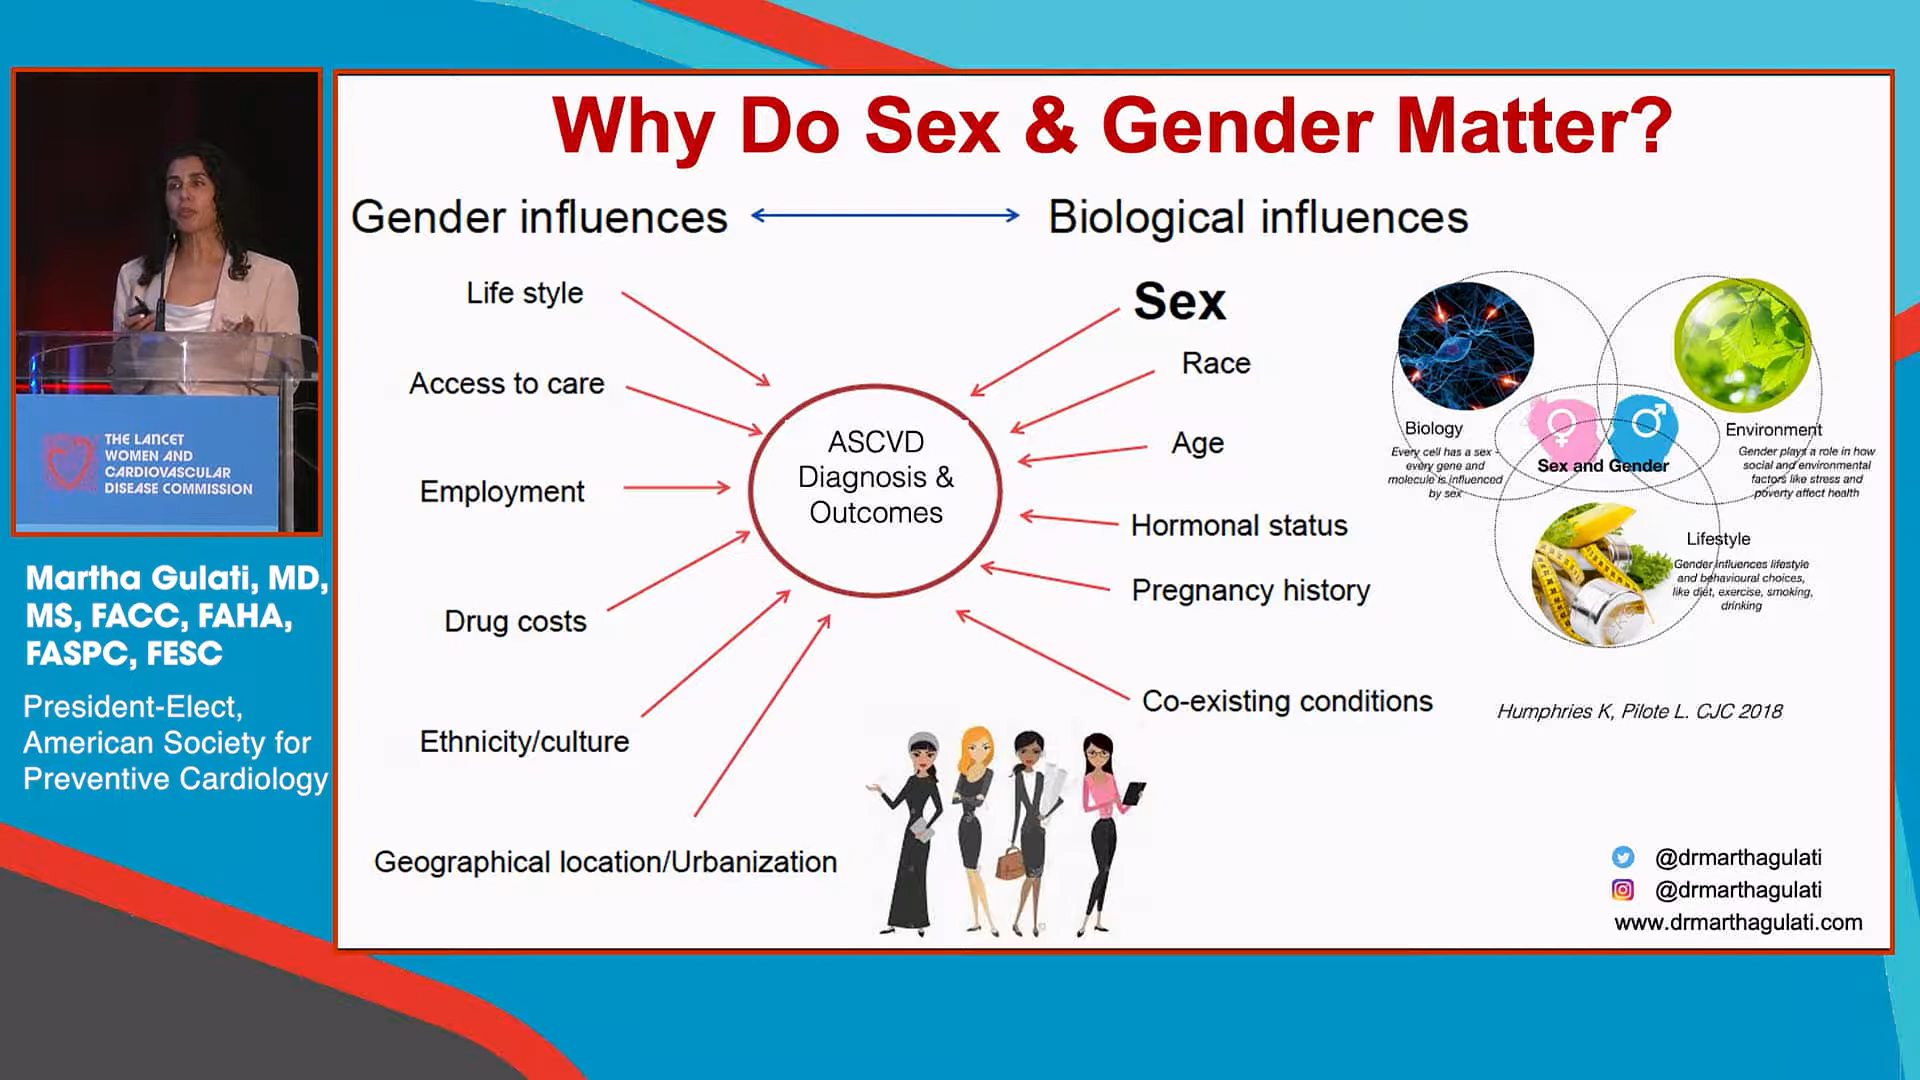 Why Do Sex & Gender Matter?
Gender influences
Biological influences
Life style
Access to care
Employment
Drug costs
Ethnicity/culture
Geographical location/Urbanization
ASCVD
Diagnosis &
Outcomes
Sex
Race
Age
Hormonal status
Pregnancy history
Co-existing conditions
Biology
Every cell has a sex -
every gene and
molecule is influenced
by sex
Sex and Gender
Environment
Gender plays a role in how
social and environmental
factors like stress and
poverty affect health
Lifestyle
Gender influences lifestyle
and behavioural choices,
like diet, exercise, smoking,
drinking
Humphries K, Pilote L. CJC 2018
@drmarthagulati
@drmarthagulati
www.drmarthagulati.com
THE LANCET
WOMEN AND
CARDIOVASCULAR
DISEASE COMMISSION
Martha Gulati, MD,
MS, FACC, FAHA,
FASPC, FESC
President-Elect,
American Society for
Preventive Cardiology